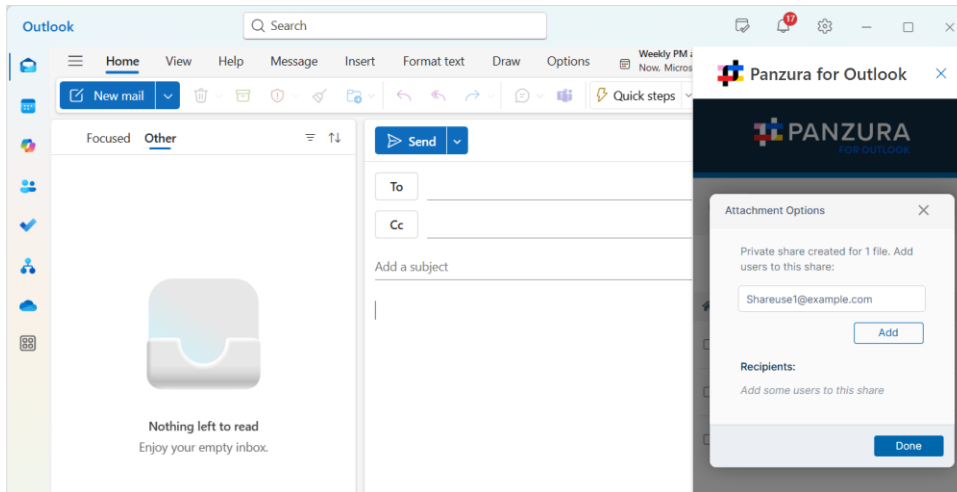 Outlook
Search
17
Home View Help Message Insert Format text Draw Options
Weekly PM
Now, Micros
New mail
Quick steps
Focused Other
Send
To
Cc
Add a subject
Nothing left to read
Enjoy your empty inbox.
Panzura for Outlook
PANZURA
FOR OUTLOOK
Attachment Options
Private share created for 1 file. Add
users to this share:
Shareuse1@example.com
Add
Recipients:
Add some users to this share
Done